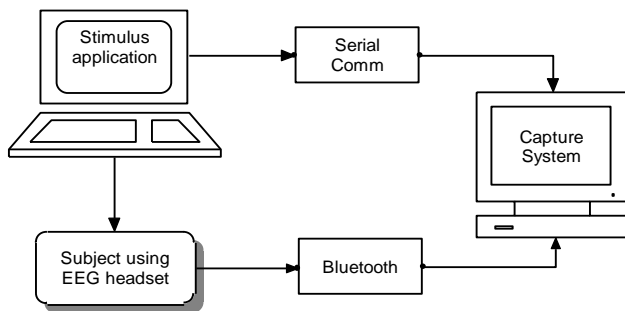 Stimulus
application
Serial
Comm
Capture
System
Subject using
EEG headset
Bluetooth